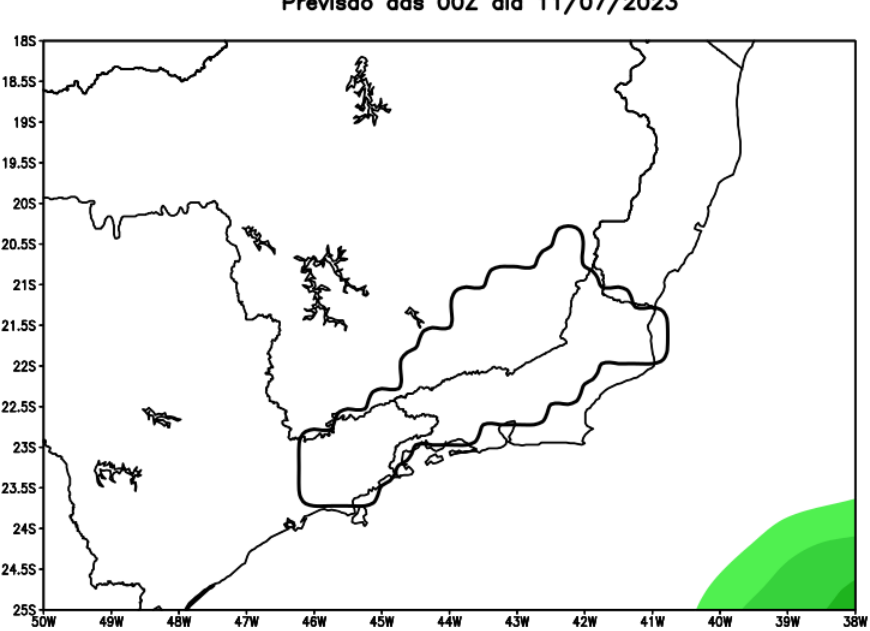 Previsão das 00Z dia 11/07/2023
18S
18.5S
19S
19.5S
20S
20.5S
21S
21.5S
22S
22.5S
23S
23.5S
24S
24.5S
25S
50W 49W 48W 47W 46W 45W 44W 43W 42W 41W 40W 39W 38W